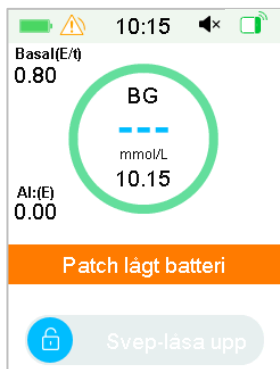 10:15
Basal(E/t)
0.80
BG
---
mmol/L
10.15
AI:(E)
0.00
Patch lågt batteri
Svep-låsa upp